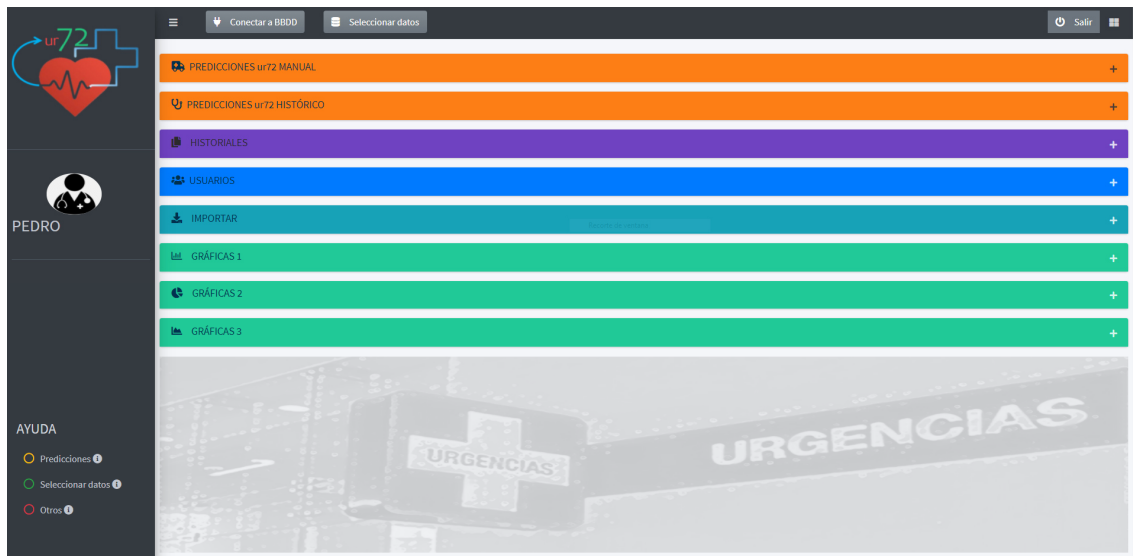 ur72
Conectar a BBDD
Seleccionar datos
Salir
PREDICCIONES ur72 MANUAL
PREDICCIONES ur72 HISTÓRICO
HISTORIALES
USUARIOS
IMPORTAR
GRÁFICAS 1
GRÁFICAS 2
GRÁFICAS 3
PEDRO
AYUDA
Predicciones
Seleccionar datos
Otros
URGENCIAS
URGENCIAS